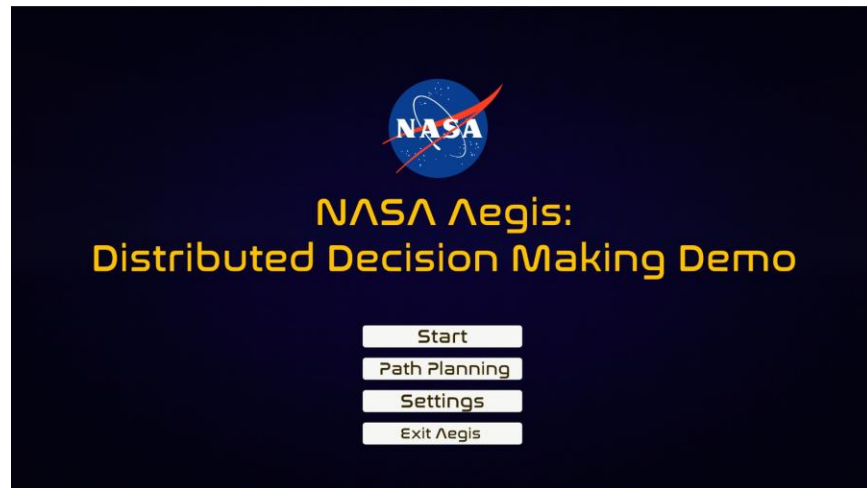 NASA
NASA Aegis:
Distributed Decision Making Demo
Start
Path Planning
Settings
Exit Aegis